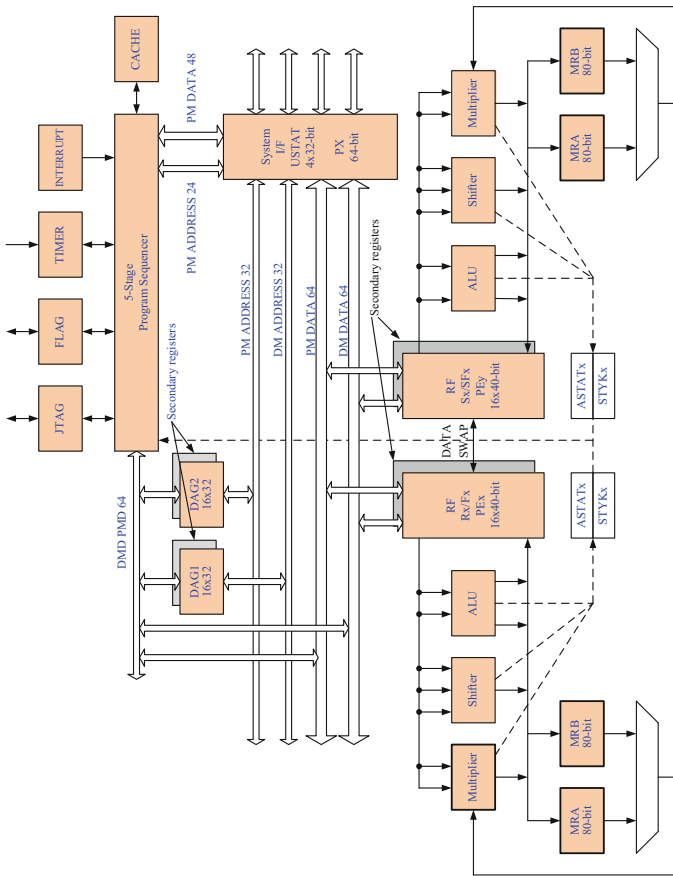 JTAG
FLAG
TIMER
INTERRUPT
CACHE
5-Stage
Program Sequencer
DMD PMD 64
Secondary registers
PM ADDRESS 24
PM DATA 48
DAG1
16x32
DAG2
16x32
System
I/F
USTAT
4x32-bit
PX
64-bit
PM ADDRESS 32
DM ADDRESS 32
PM DATA 64
DM DATA 64
Secondary registers
RF
Rx/Fx
PEx
16x40-bit
DATA
SWAP
RF
Sx/SFx
PEy
16x40-bit
Multiplier
Shifter
ALU
ALU
Shifter
Multiplier
ASTATx
STYKx
ASTATx
STYKx
MRA
80-bit
MRB
80-bit
MRA
80-bit
MRB
80-bit